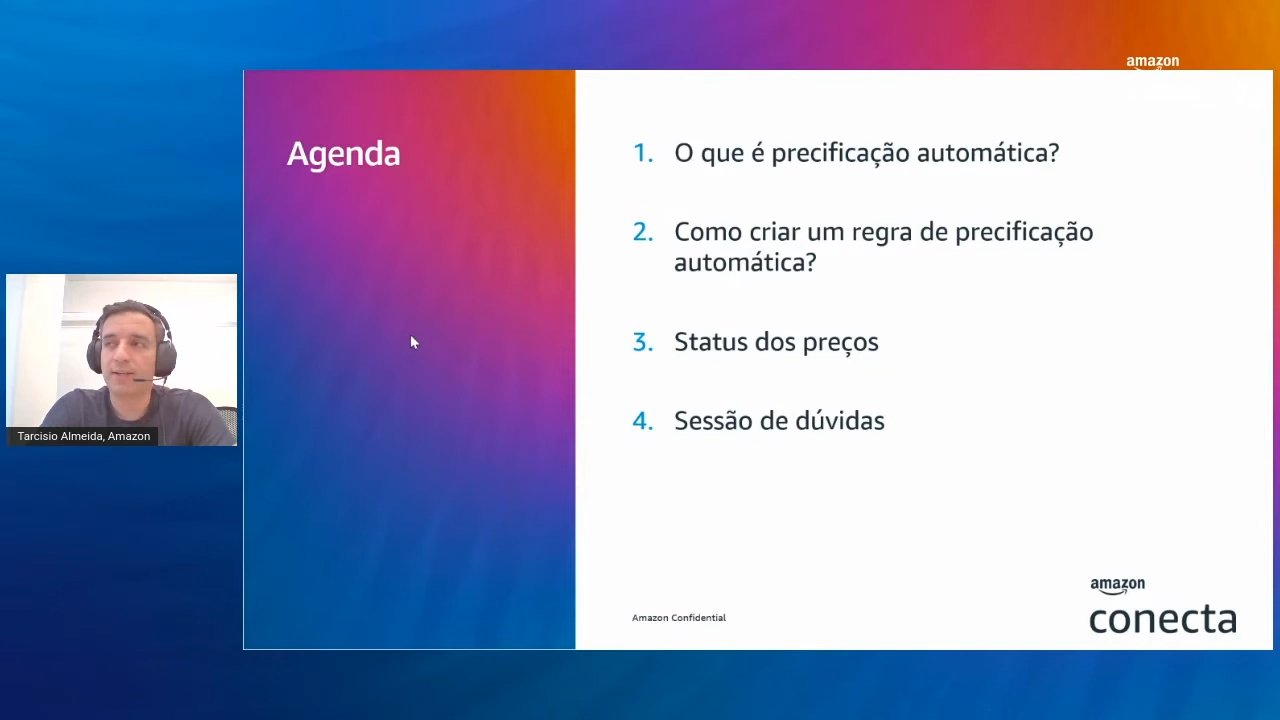 amazon
Agenda
1. O que é precificação automática?
2. Como criar um regra de precificação
automática?
3. Status dos preços
4. Sessão de dúvidas
Tarcisio Almeida, Amazon
Amazon Confidential
amazon
conecta